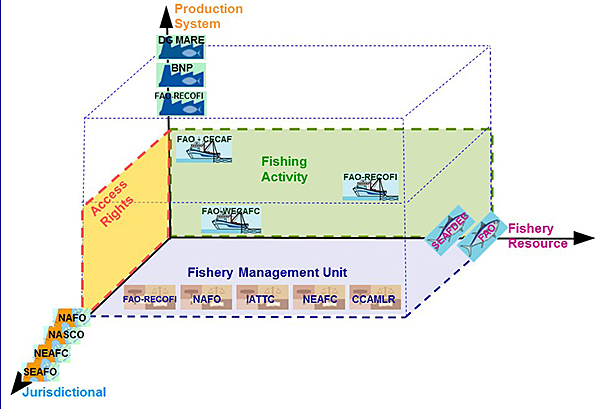 Production
System
DG MARE
BNP
FAO-RECOFI
FAO - CECAF
Fishing
Activity
FAO-RECOFI
Access
Rights
FAO-WECAFC
SEAFDEC
FAO
Fishery
Resource
Fishery Management Unit
FAO-RECOFI NAFO IATTC NEAFC CCAMLR
NAFO
NASCO
NEAFC
SEAFO
Jurisdictional